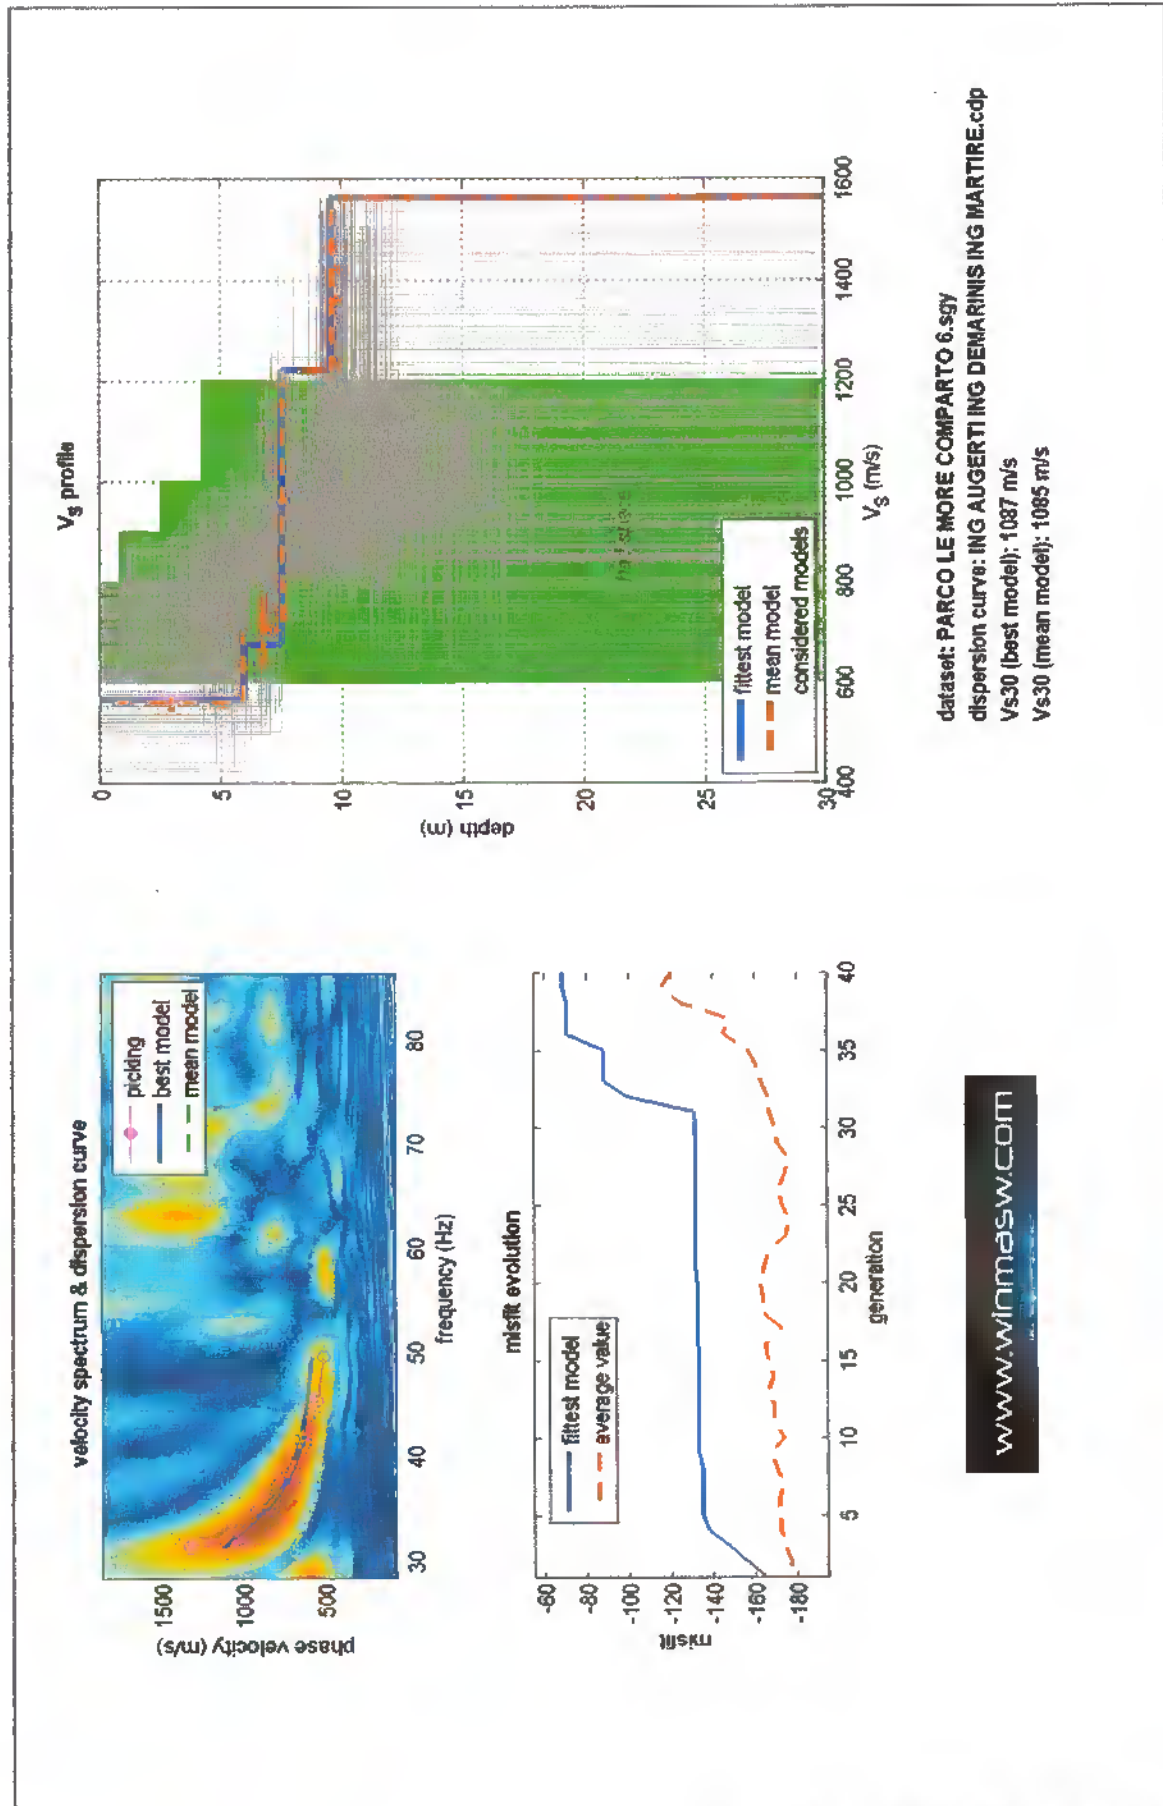 velocity spectrum & dispersion curve
picking
best model
mean model
1500
1000
500
phase velocity (m/s)
30
40
50
60
70
80
frequency (Hz)
misfit evolution
fittest model
average value
-60
-80
-100
-120
-140
-160
-180
misfit
5
10
15
20
25
30
35
40
generation
www.winmasw.com
VS profile
0
5
10
15
20
25
30
depth (m)
fittest model
mean model
considered models
400
600
800
1000
1200
1400
1600
VS (m/s)
dataset: PARCO LE MORE COMPARTO 6.sgy
dispersion curve: ING AUGERTI ING DEMARINIS ING MARTIRE.cdp
Vs30 (best model): 1087 m/s
Vs30 (mean model): 1085 m/s